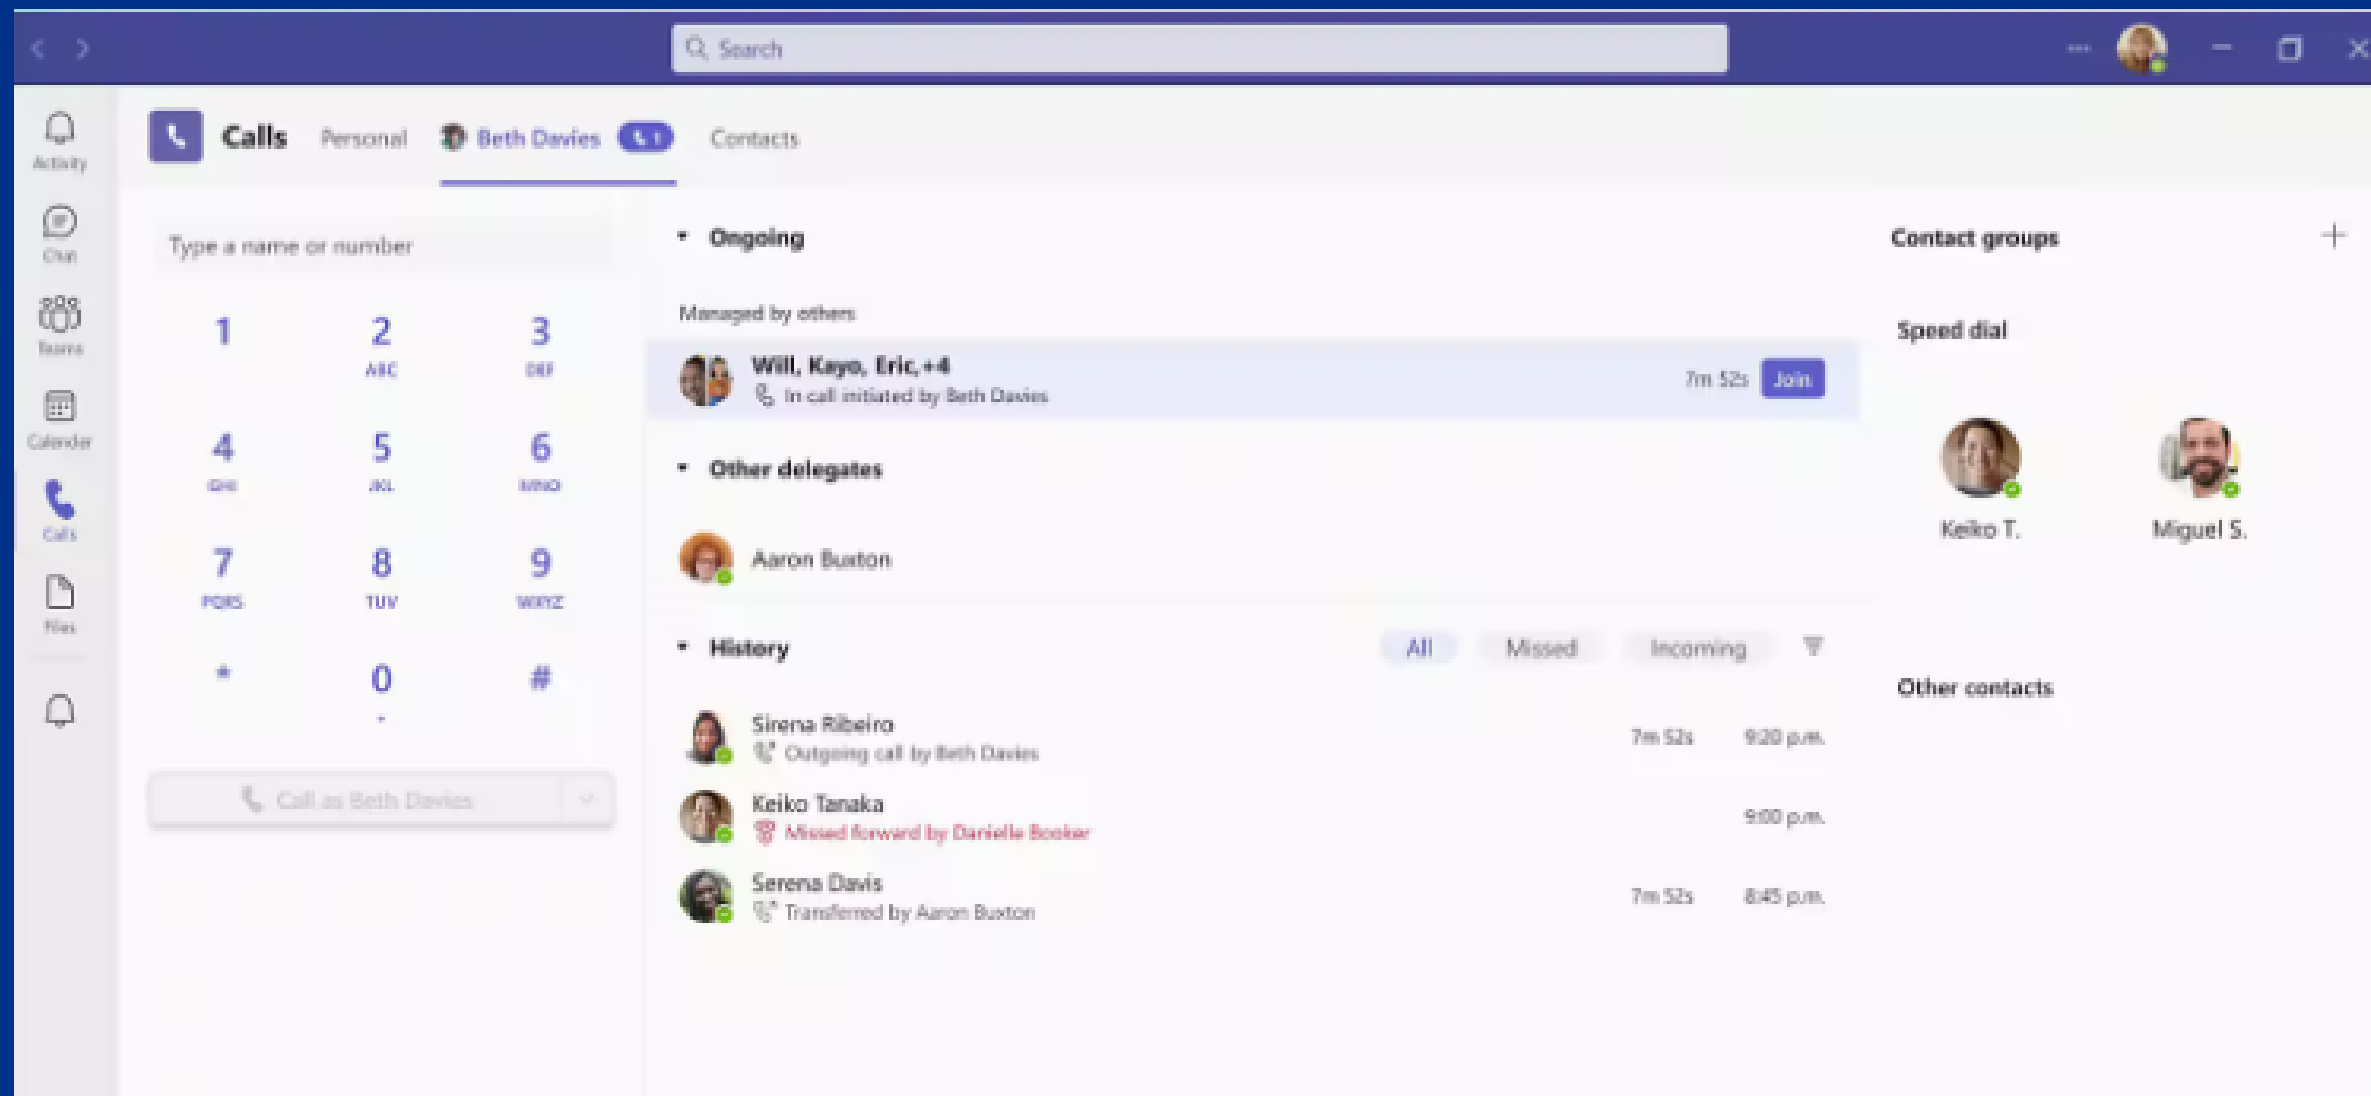 Search
Activity
Chat
Teams
Calendar
Calls
Files
Calls
Personal
Beth Davies
1
Contacts
Type a name or number
1
2
ABC
3
DEF
4
GHI
5
JKL
6
MNO
7
PQRS
8
TUV
9
WXYZ
*
0
+
#
Call as Beth Davies
Ongoing
Managed by others
Will, Kayo, Eric,+4
In call initiated by Beth Davies
7m 52s
Join
Other delegates
Aaron Buxton
History
All
Missed
Incoming
Sirena Ribeiro
Outgoing call by Beth Davies
7m 52s
9:20 p.m.
Keiko Tanaka
Missed forward by Danielle Booker
9:00 p.m.
Serena Davis
Transferred by Aaron Buxton
7m 52s
8:45 p.m.
Contact groups
Speed dial
Keiko T.
Miguel S.
Other contacts